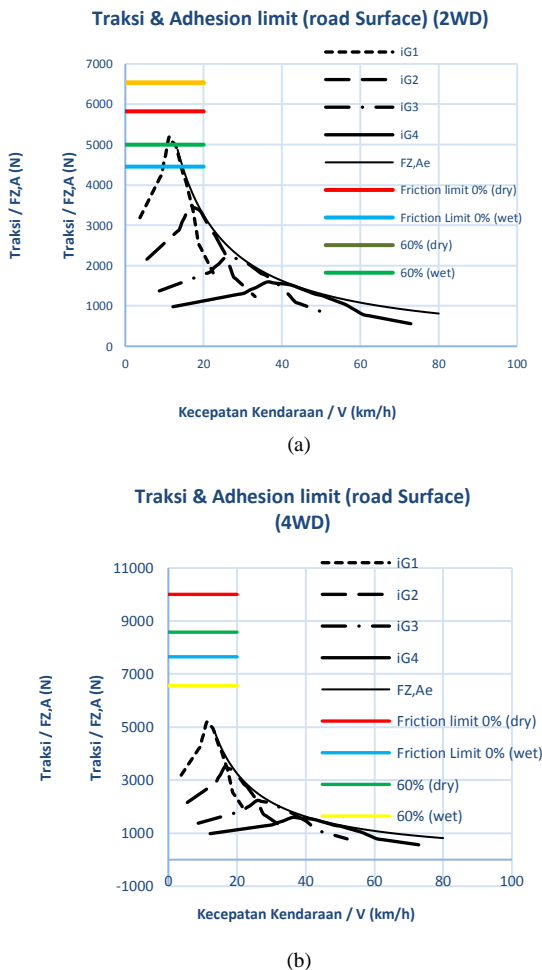 Traksi & Adhesion limit (road Surface) (2WD)
Traksi / FZ,A (N)
Traksi / FZ,A (N)
7000
6000
5000
4000
3000
2000
1000
0
0 20 40 60 80 100
iG1
iG2
iG3
iG4
FZ,Ae
Friction limit 0% (dry)
Friction Limit 0% (wet)
60% (dry)
60% (wet)
Kecepatan Kendaraan / V (km/h)
(a)
Traksi & Adhesion limit (road Surface)
(4WD)
Traksi / FZ,A (N)
Traksi / FZ,A (N)
11000
9000
7000
5000
3000
1000
-1000
0 20 40 60 80 100
iG1
iG2
iG3
iG4
FZ,Ae
Friction limit 0% (dry)
Friction Limit 0% (wet)
60% (dry)
60% (wet)
Kecepatan Kendaraan / V (km/h)
(b)